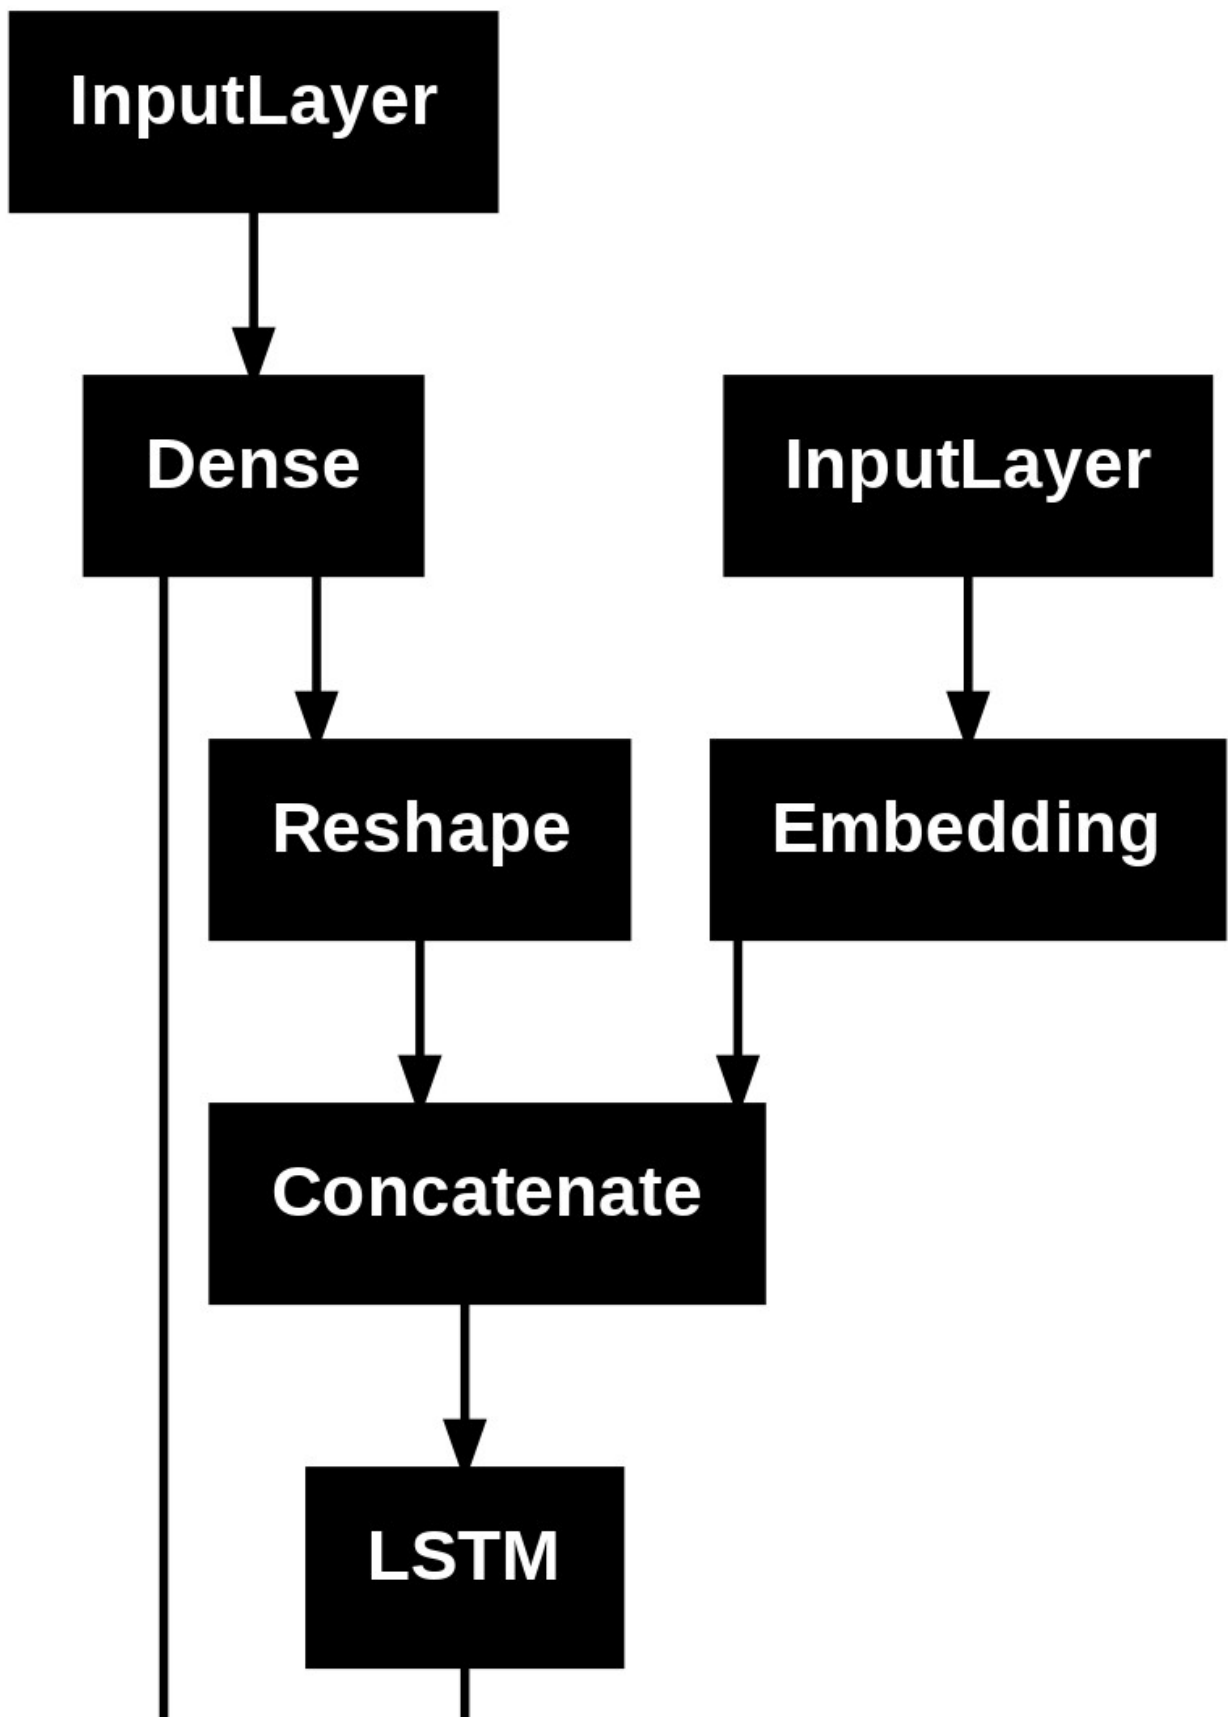 InputLayer
Dense
InputLayer
Reshape
Embedding
Concatenate
LSTM